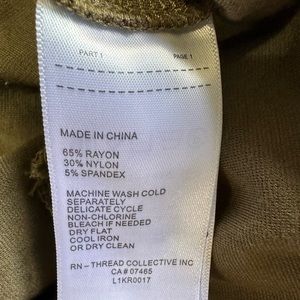 PART 1 PAGE 1
MADE IN CHINA
65% RAYON
30% NYLON
5% SPANDEX
MACHINE WASH COLD
SEPARATELY
DELICATE CYCLE
NON-CHLORINE
BLEACH IF NEEDED
DRY FLAT
COOL IRON
OR DRY CLEAN
RN – THREAD COLLECTIVE INC
CA # 07465
L1KR0017